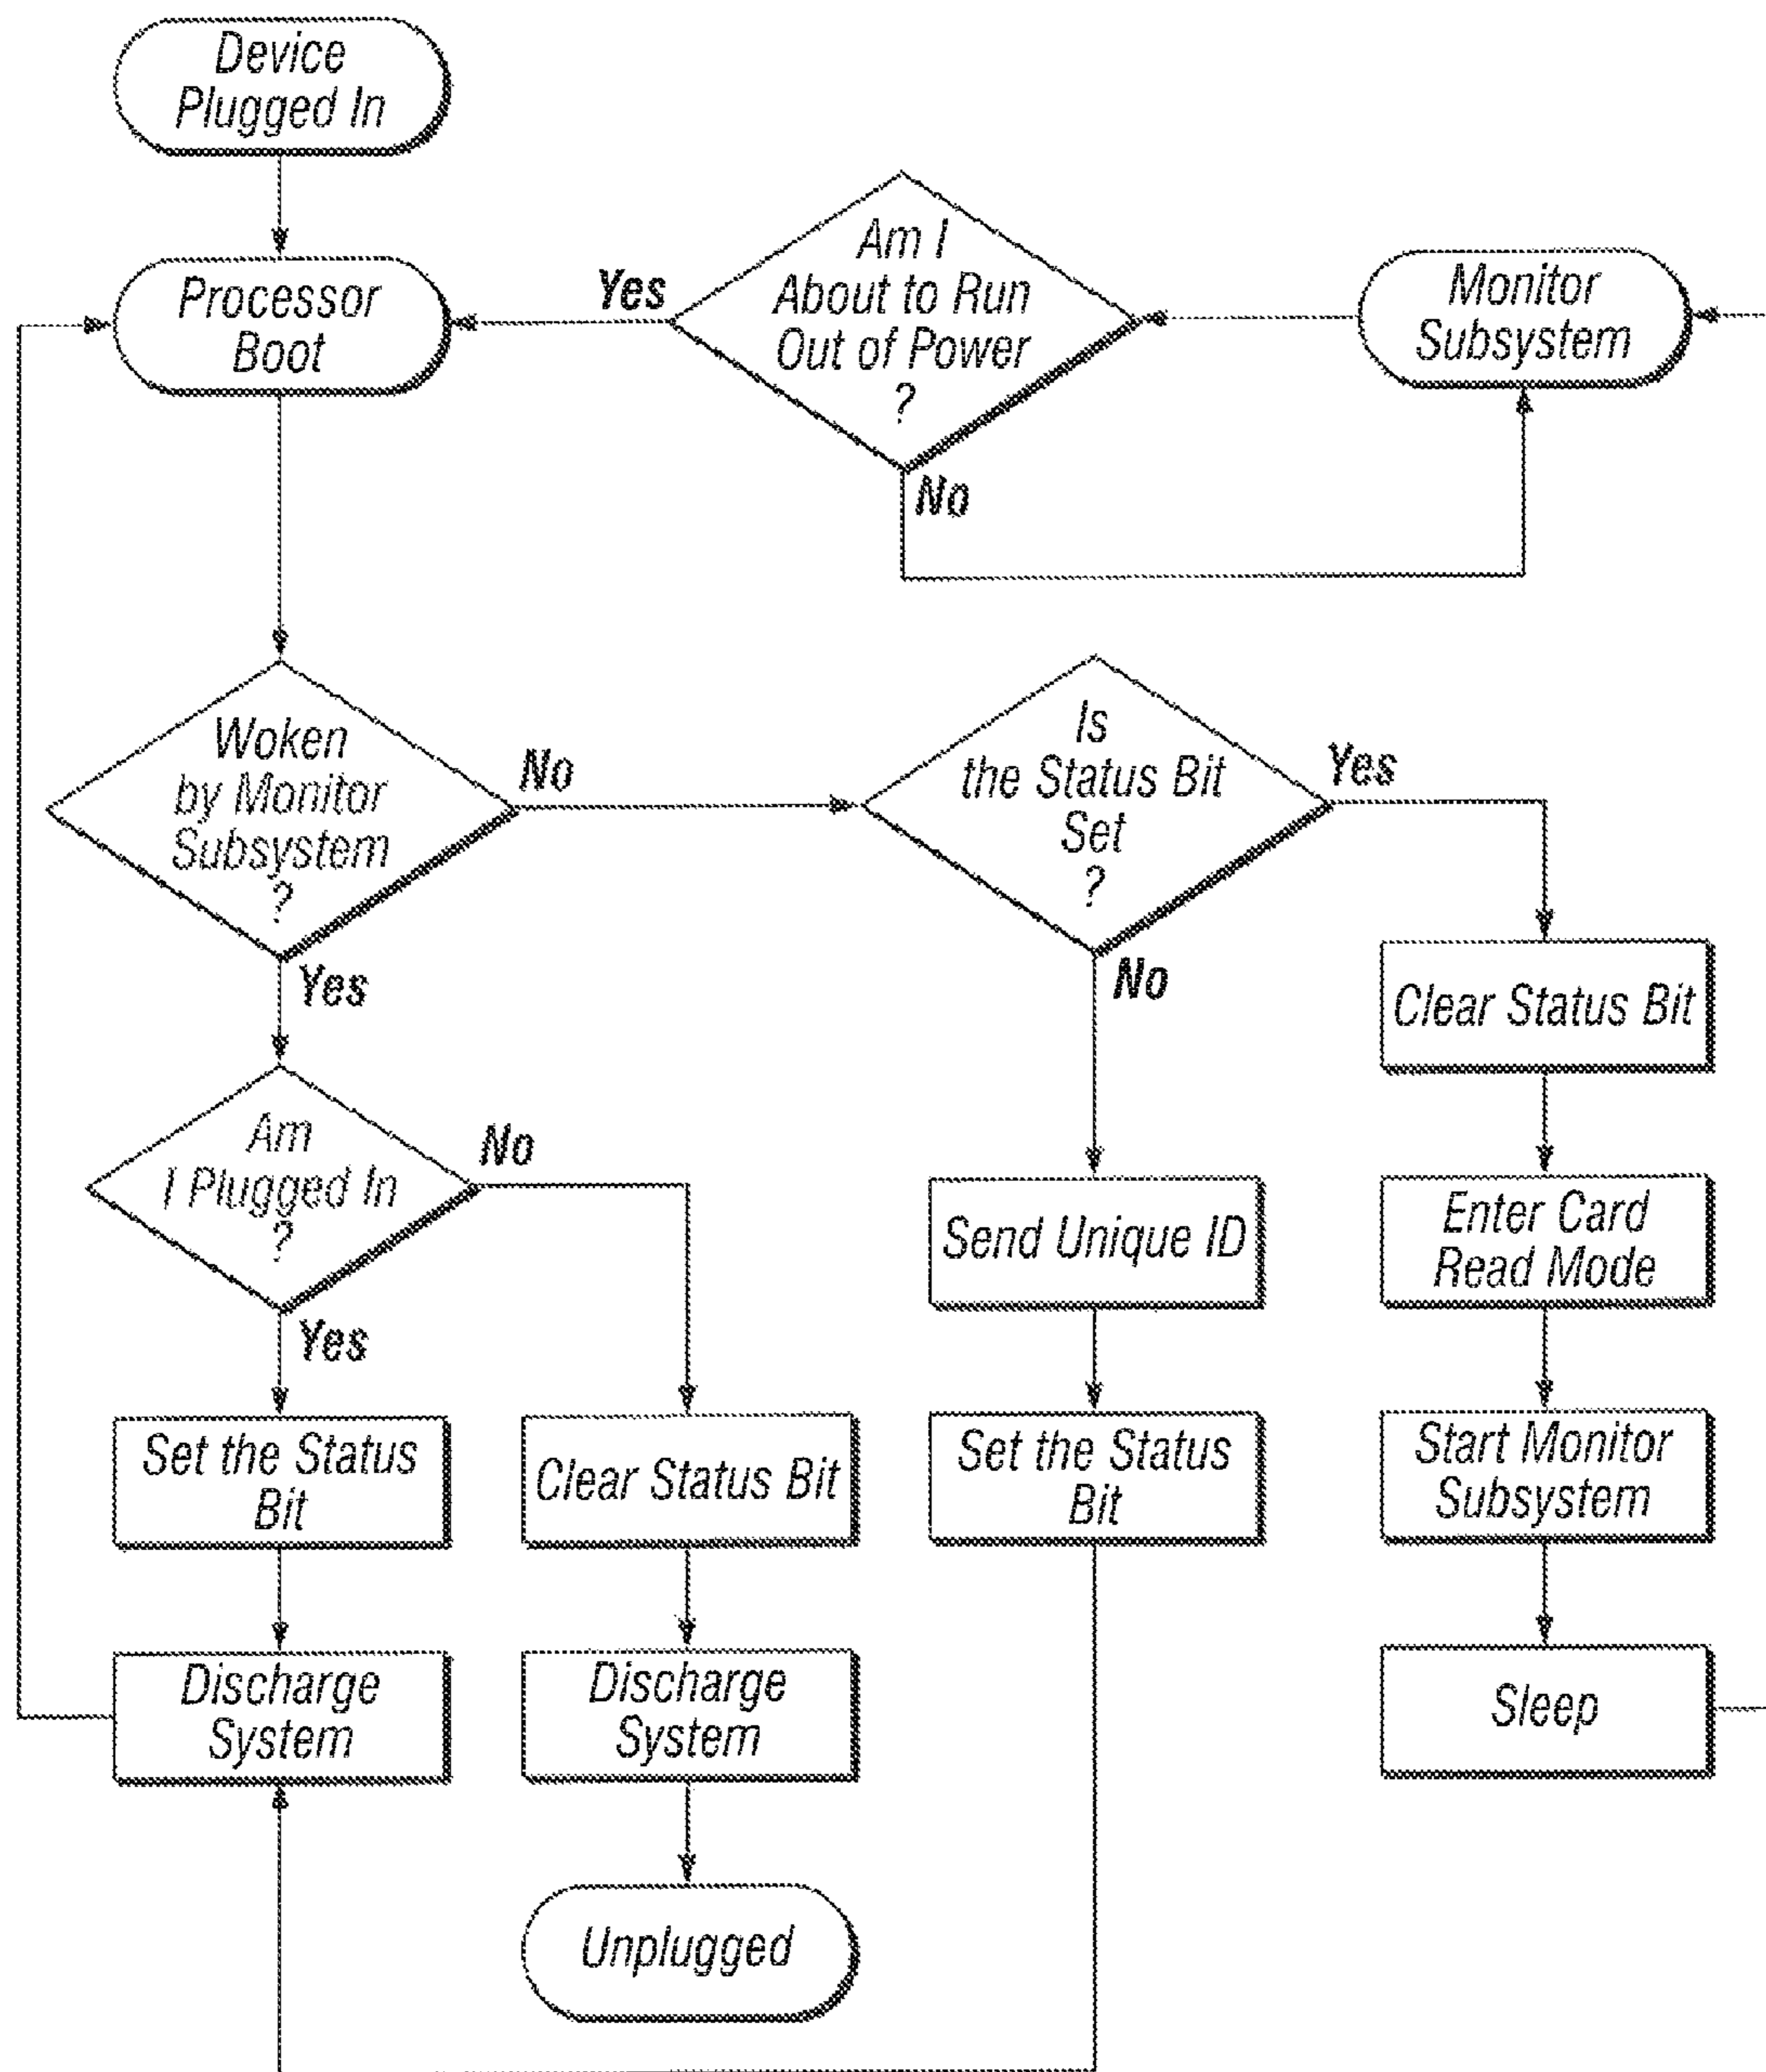 Device
Plugged In
Processor
Boot
Yes
Am I
About to Run
Out of Power
?
No
Monitor
Subsystem
Woken
by Monitor
Subsystem
?
No
Yes
Is
the Status Bit
Set
?
Yes
No
Clear Status Bit
Am
I Plugged In
?
No
Yes
Send Unique ID
Enter Card
Read Mode
Set the Status
Bit
Clear Status Bit
Set the Status
Bit
Start Monitor
Subsystem
Discharge
System
Discharge
System
Sleep
Unplugged